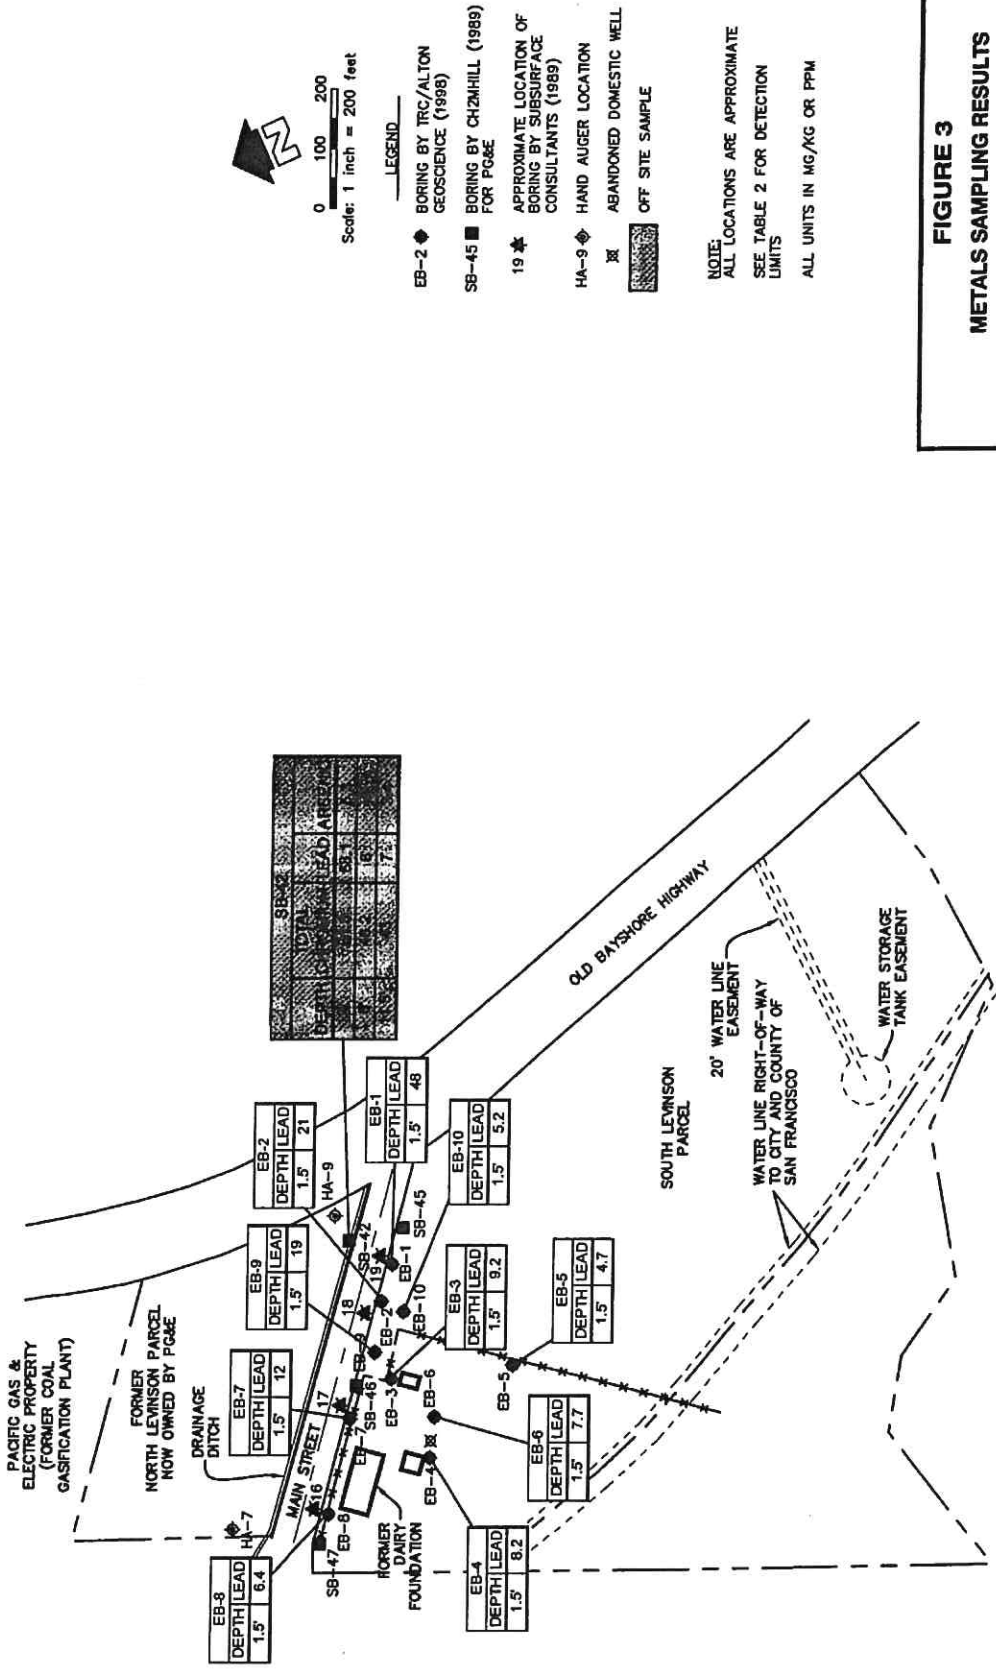 PACIFIC GAS &
ELECTRIC PROPERTY
(FORMER COAL
GASIFICATION PLANT)
FORMER
NORTH LEVINSON PARCEL
NOW OWNED BY PG&E
DRAINAGE
DITCH
MAIN STREET
HA-7
HA-9
EB-8
DEPTH LEAD
1.5' 6.4
EB-7
DEPTH LEAD
1.5' 12
EB-9
DEPTH LEAD
1.5' 19
EB-2
DEPTH LEAD
1.5' 21
SB-42
TOTAL
LEAD
EB-1
DEPTH LEAD
1.5' 48
EB-10
DEPTH LEAD
1.5' 5.2
EB-3
DEPTH LEAD
1.5' 9.2
EB-5
DEPTH LEAD
1.5' 4.7
EB-6
DEPTH LEAD
1.5' 7.7
EB-4
DEPTH LEAD
1.5' 8.2
SB-47
EB-8
16
EB-7
17
SB-467
EB-9
18
EB-2
19
SB-42
EB-1
SB-45
EB-10
EB-3
EB-6
EB-4
EB-5
FORMER
DAIRY
FOUNDATION
OLD BAYSHORE HIGHWAY
SOUTH LEVINSON
PARCEL
20' WATER LINE
EASEMENT
WATER LINE RIGHT-OF-WAY
TO CITY AND COUNTY OF
SAN FRANCISCO
WATER STORAGE
TANK EASEMENT
N
0 100 200
Scale: 1 inch = 200 feet
LEGEND
EB-2 BORING BY TRC/ALTON
GEOSCIENCE (1998)
SB-45 BORING BY CH2MHILL (1989)
FOR PG&E
19 APPROXIMATE LOCATION OF
BORING BY SUBSURFACE
CONSULTANTS (1989)
HA-9 HAND AUGER LOCATION
ABANDONED DOMESTIC WELL
OFF SITE SAMPLE
NOTE:
ALL LOCATIONS ARE APPROXIMATE
SEE TABLE 2 FOR DETECTION
LIMITS
ALL UNITS IN MG/KG OR PPM
FIGURE 3
METALS SAMPLING RESULTS